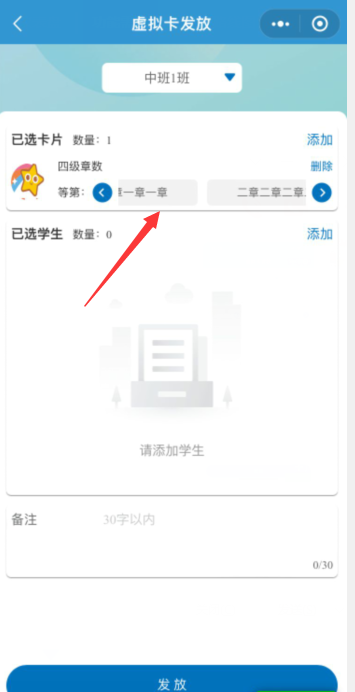 虚拟卡发放
中班1班
已选卡片 数量: 1 添加
四级章数 删除
等第: 一章一章 二章二章二章
已选学生 数量: 0 添加
请添加学生
备注 30字以内
0/30
发放